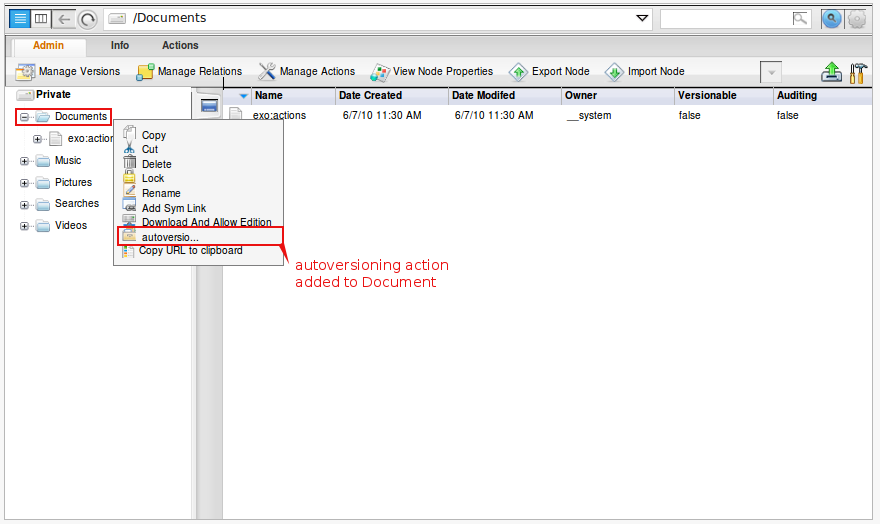 /Documents
Admin Info Actions
Manage Versions Manage Relations Manage Actions View Node Properties Export Node Import Node
Private
Name Date Created Date Modifed Owner Versionable Auditing
Documents
exo:actions 6/7/10 11:30 AM 6/7/10 11:30 AM __system false false
exo:action
Music
Pictures
Searches
Videos
Copy
Cut
Delete
Lock
Rename
Add Sym Link
Download And Allow Edition
autoversio...
Copy URL to clipboard
autoversioning action
added to Document